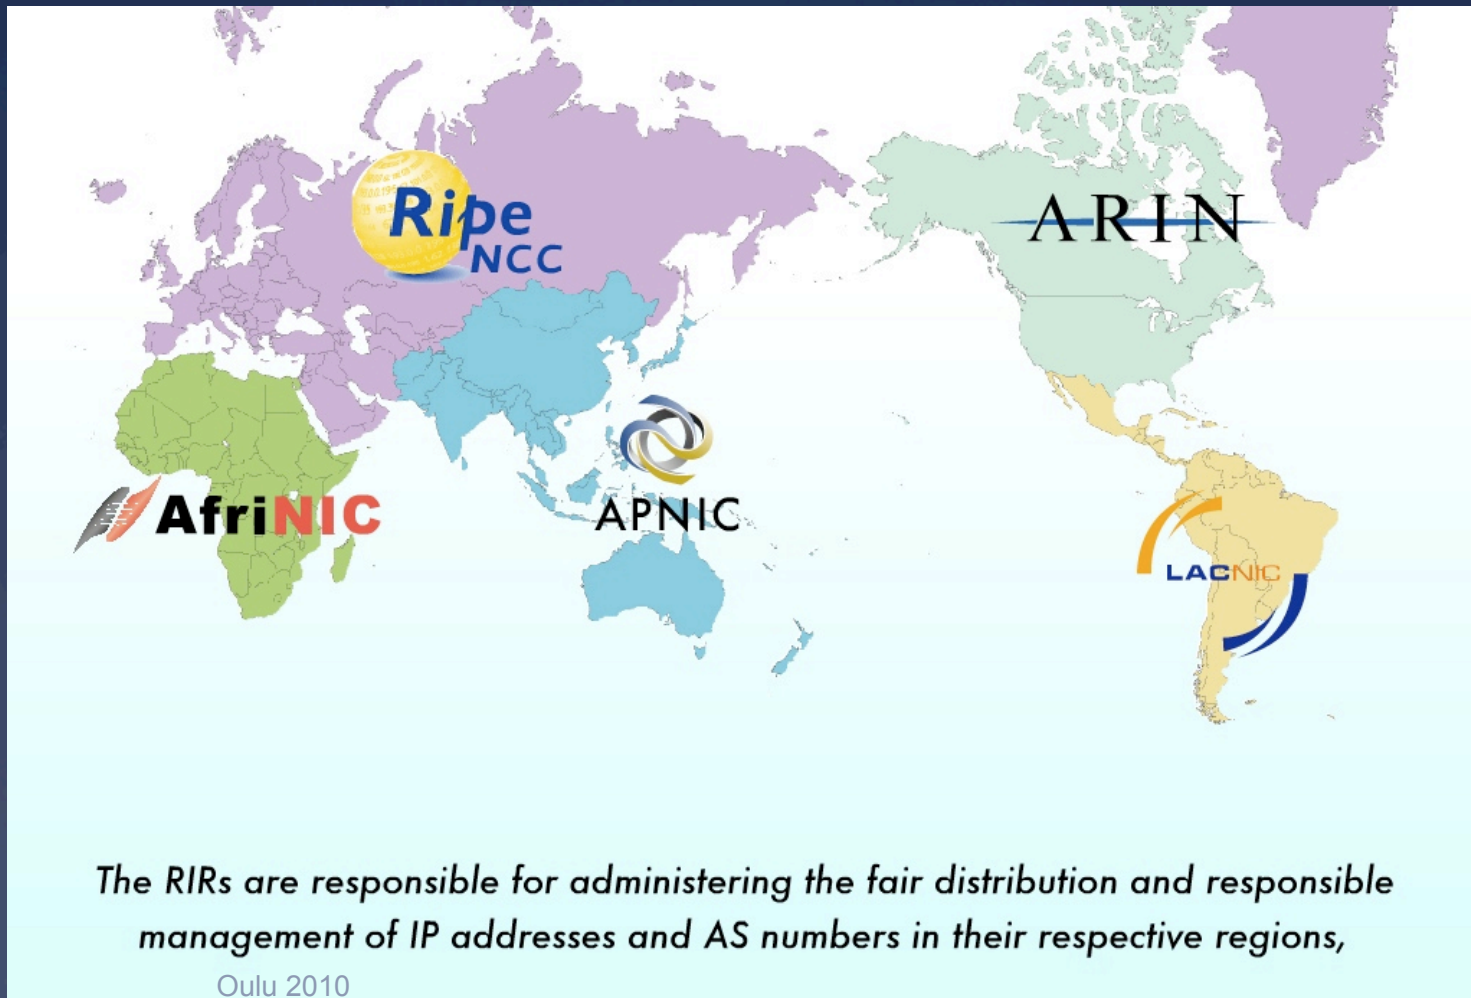 Ripe
NCC
ARIN
APNIC
AfriNIC
LACNIC
The RIRs are responsible for administering the fair distribution and responsible
management of IP addresses and AS numbers in their respective regions,
Oulu 2010